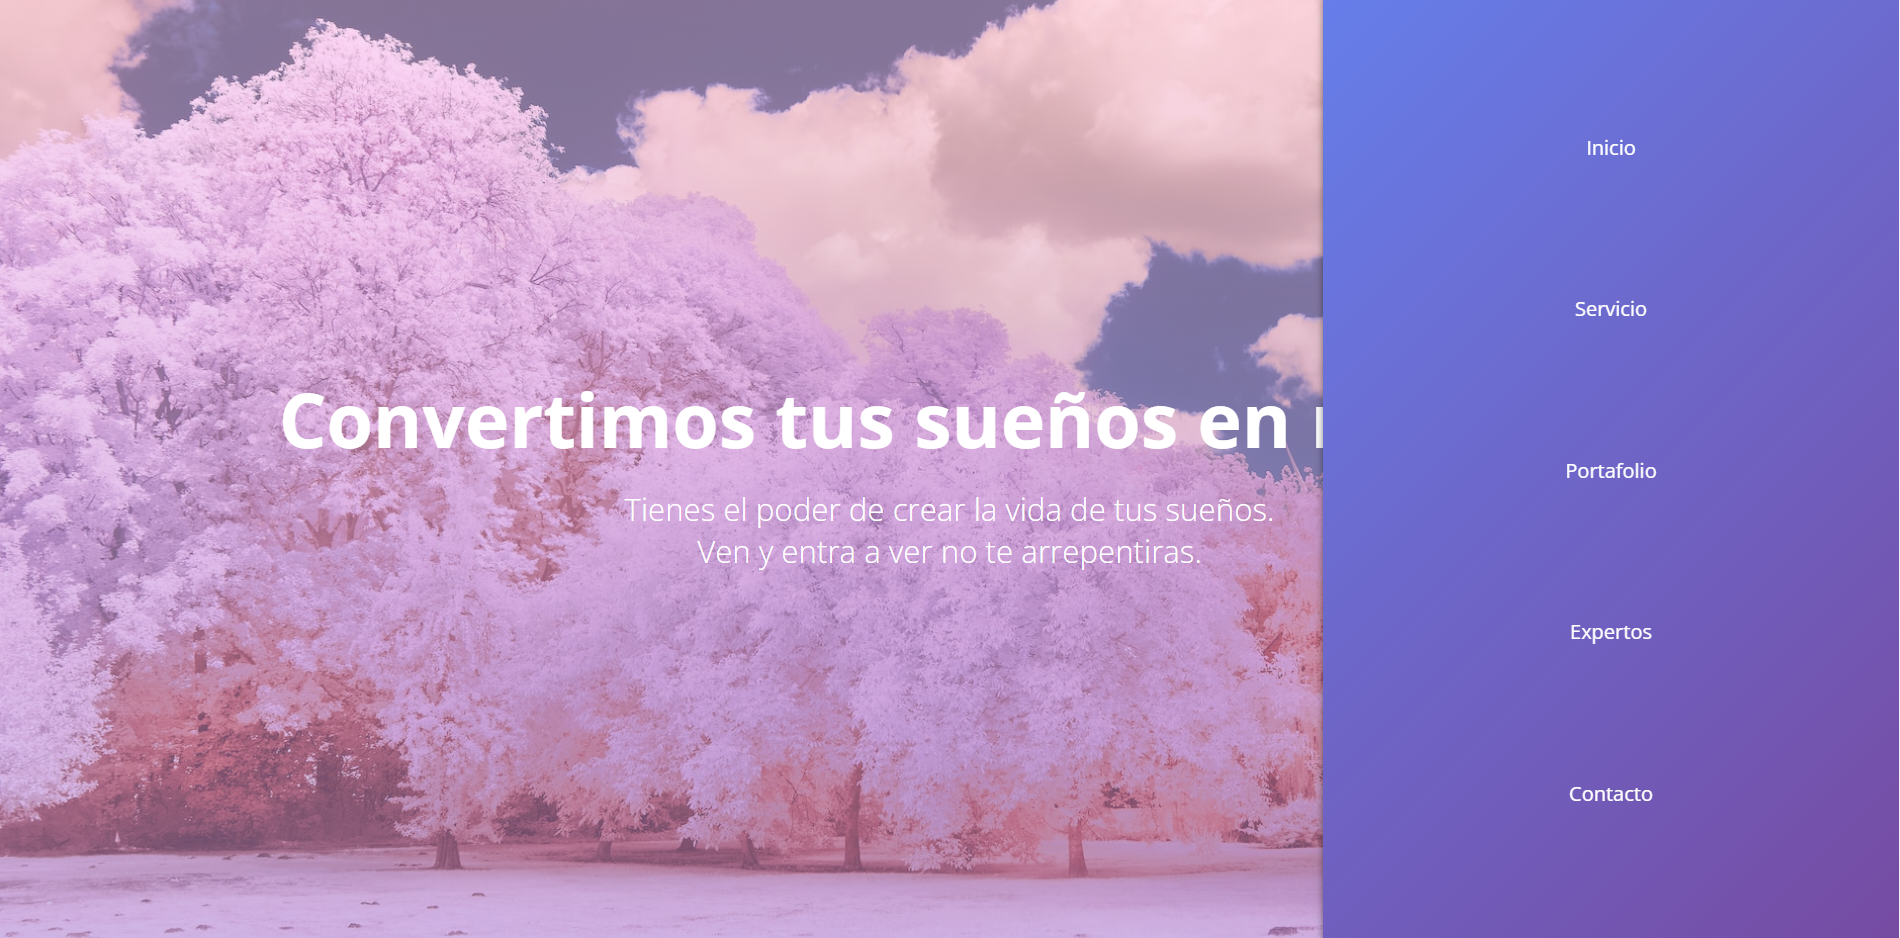 Convertimos tus sueños en
Tienes el poder de crear la vida de tus sueños.
Ven y entra a ver no te arrepentiras.
Inicio
Servicio
Portafolio
Expertos
Contacto